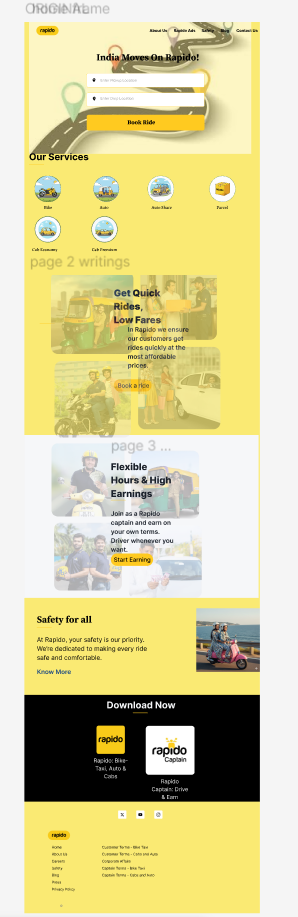 ORIGINAL
home frame
rapido
About Us Rapido Ads Safety Blog Contact Us
India Moves On Rapido!
Enter Pickup Location
Enter Drop Location
Book Ride
Our Services
Bike Auto Auto Share Parcel
Cab Economy Cab Premium
page 2 writings
Get Quick
Rides,
Low Fares
In Rapido we ensure
our customers get
rides quickly at the
most affordable
prices.
Book a ride
page 3 ...
Flexible
Hours & High
Earnings
Join as a Rapido
captain and earn on
your own terms.
Driver whenever you
want.
Start Earning
Safety for all
At Rapido, your safety is our priority.
We're dedicated to making every ride
safe and comfortable.
Know More
Download Now
rapido
rapido
Captain
Rapido: Bike-
Taxi, Auto &
Cabs
Rapido
Captain: Drive
& Earn
rapido
Home
About Us
Careers
Safety
Blog
Press
Privacy Policy
Customer Terms - Bike Taxi
Customer Terms - Cabs and Auto
Corporate Affairs
Captain Terms - Bike Taxi
Captain Terms - Cabs and Auto